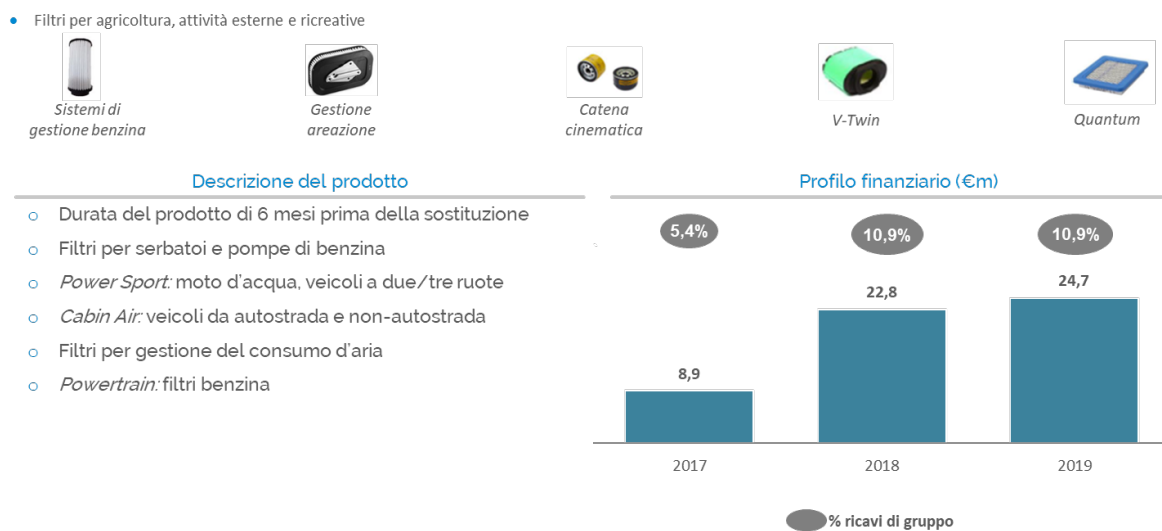 Filtri per agricoltura, attività esterne e ricreative
Sistemi di
gestione benzina
Gestione
areazione
Catena
cinematica
V-Twin
Quantum
Descrizione del prodotto
Durata del prodotto di 6 mesi prima della sostituzione
Filtri per serbatoi e pompe di benzina
Power Sport: moto d'acqua, veicoli a due/tre ruote
Cabin Air: veicoli da autostrada e non-autostrada
Filtri per gestione del consumo d'aria
Powertrain: filtri benzina
Profilo finanziario (€m)
5,4%
10,9%
10,9%
8,9
22,8
24,7
2017
2018
2019
% ricavi di gruppo